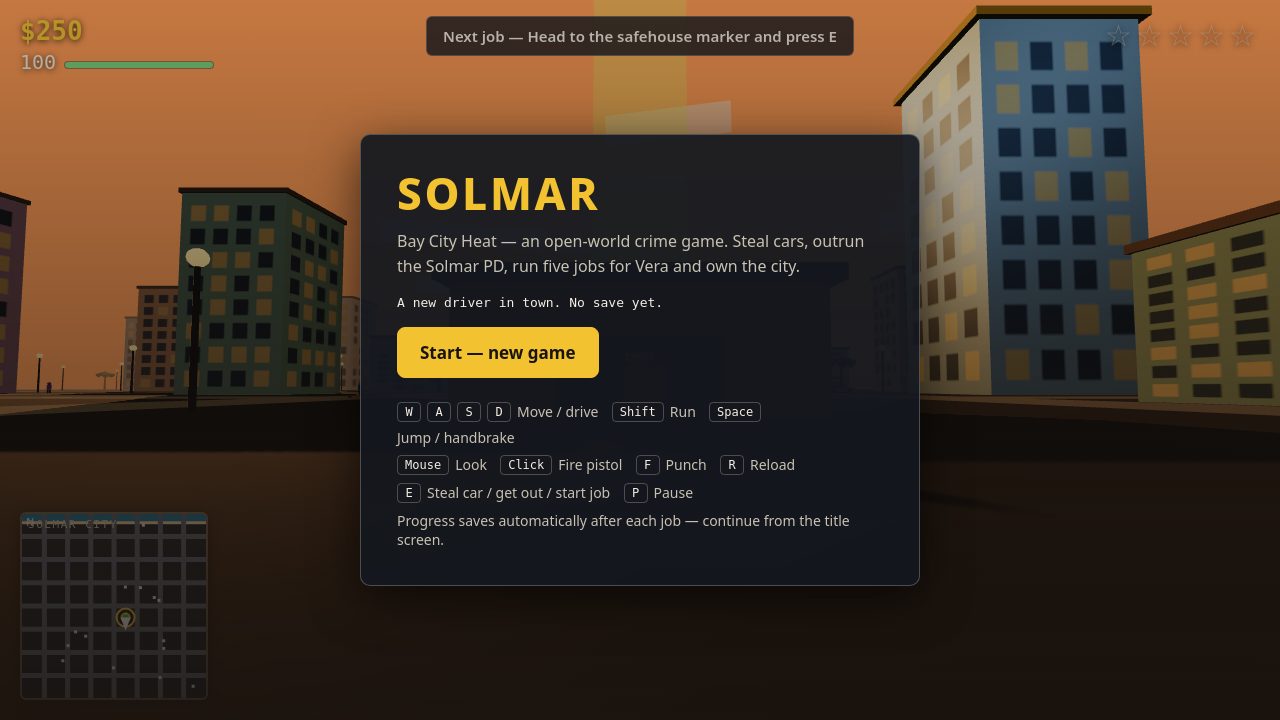 $250
Next job — Head to the safehouse marker and press E
☆ ☆ ☆ ☆ ☆
100
SOLMAR
Bay City Heat — an open-world crime game. Steal cars, outrun
the Solmar PD, run five jobs for Vera and own the city.
A new driver in town. No save yet.
Start — new game
W A S D Move / drive Shift Run Space
Jump / handbrake
Mouse Look Click Fire pistol F Punch R Reload
E Steal car / get out / start job P Pause
Progress saves automatically after each job — continue from the title
screen.
SOLMAR CITY